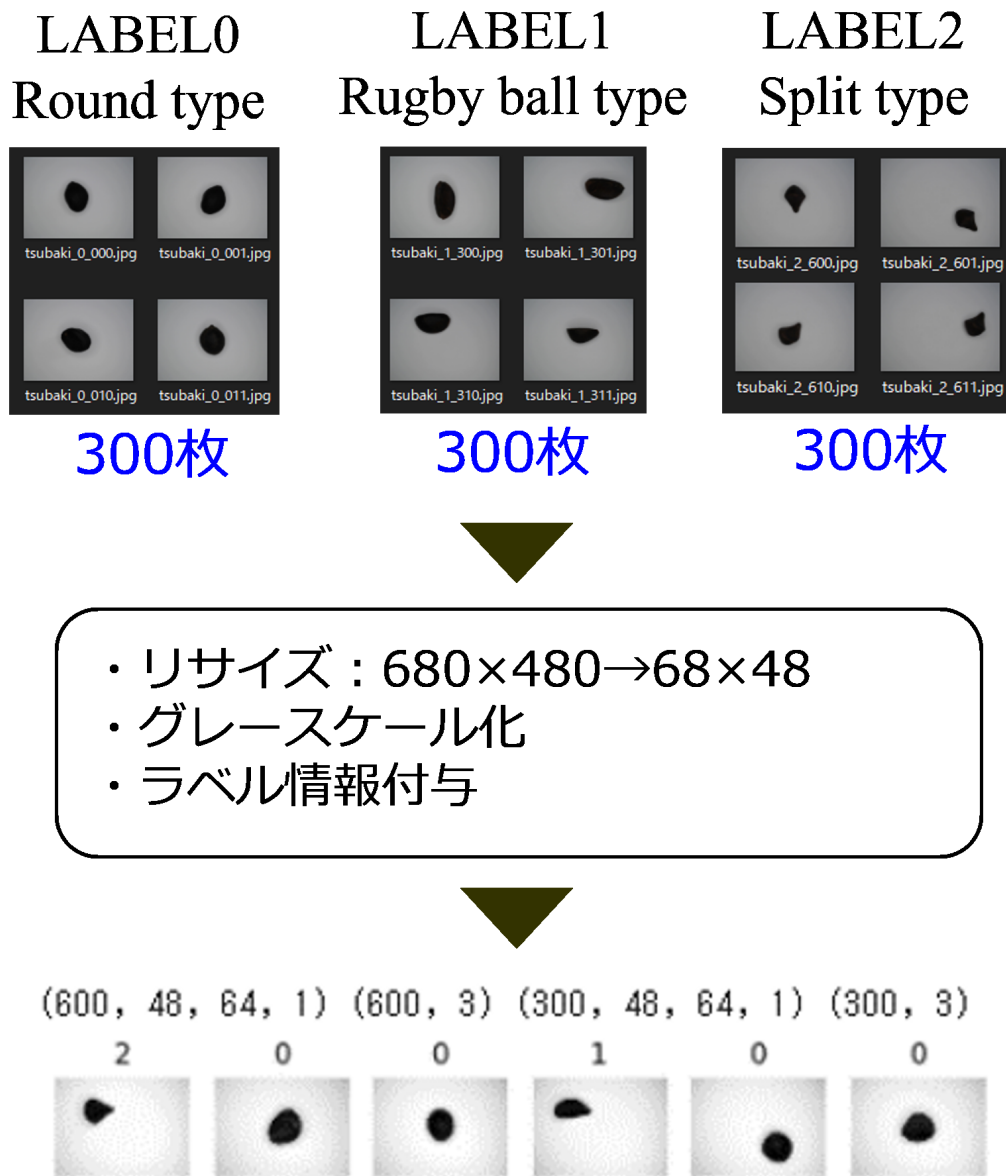 LABEL0
Round type
LABEL1
Rugby ball type
LABEL2
Split type
tsubaki_0_000.jpg
tsubaki_0_001.jpg
tsubaki_0_010.jpg
tsubaki_0_011.jpg
tsubaki_1_300.jpg
tsubaki_1_301.jpg
tsubaki_1_310.jpg
tsubaki_1_311.jpg
tsubaki_2_600.jpg
tsubaki_2_601.jpg
tsubaki_2_610.jpg
tsubaki_2_611.jpg
300枚
300枚
300枚
・リサイズ：680×480→68×48
・グレースケール化
・ラベル情報付与
(600, 48, 64, 1) (600, 3) (300, 48, 64, 1) (300, 3)
2 0 0 1 0 0